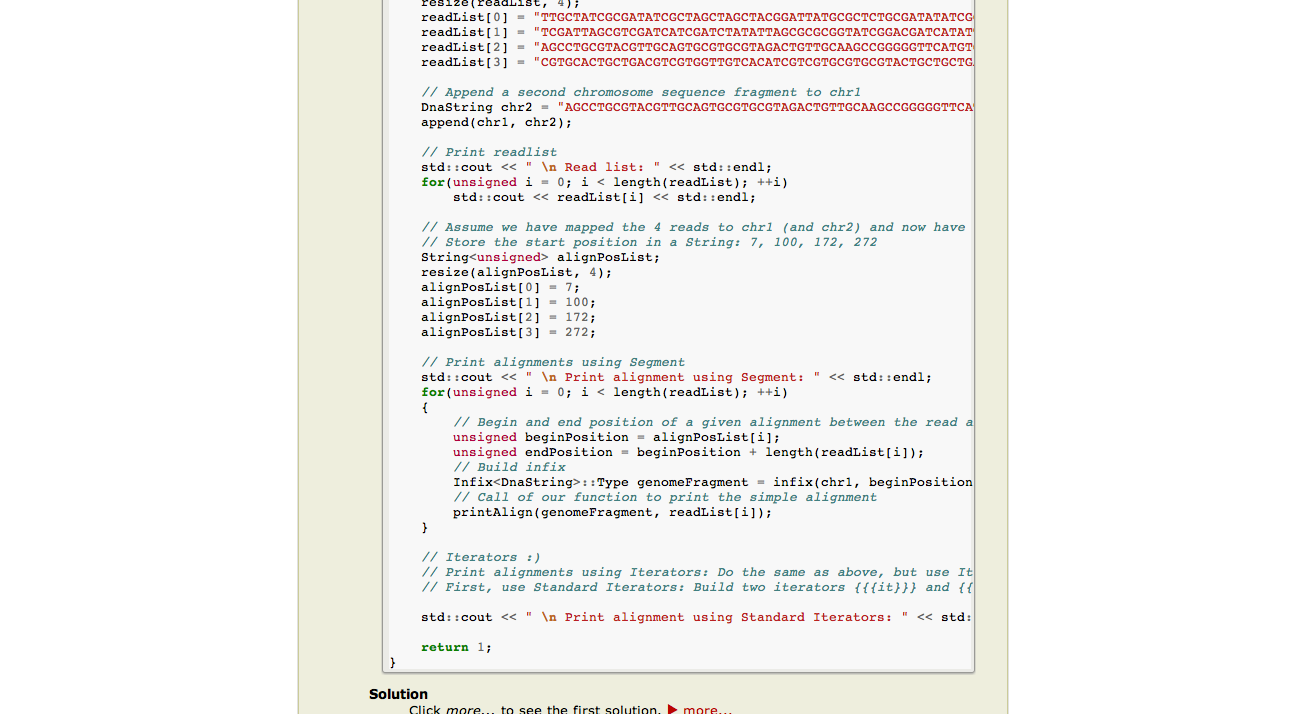 resize(readList, 4);
readList[0] = "TTGCTATCGCGATATCGCTAGCTAGCTACGGATTATGCGCTCTGCGATATATCG
readList[1] = "TCGATTAGCGTCGATCATCGATCTATATTAGCGCGCGGTATCGGACGATCATAT
readList[2] = "AGCCTGCGTACGTTGCAGTGCGTGCGTAGACTGTTGCAAGCCGGGGGTTCATGT
readList[3] = "CGTGCACTGCTGACGTCGTGGTTGTCACATCGTCGTGCGTGCGTACTGCTGCTG
// Append a second chromosome sequence fragment to chr1
DnaString chr2 = "AGCCTGCGTACGTTGCAGTGCGTGCGTAGACTGTTGCAAGCCGGGGGTTCA
append(chr1, chr2);
// Print readlist
std::cout << " \n Read list: " << std::endl;
for(unsigned i = 0; i < length(readList); ++i)
std::cout << readList[i] << std::endl;
// Assume we have mapped the 4 reads to chr1 (and chr2) and now have
// Store the start position in a String: 7, 100, 172, 272
String<unsigned> alignPosList;
resize(alignPosList, 4);
alignPosList[0] = 7;
alignPosList[1] = 100;
alignPosList[2] = 172;
alignPosList[3] = 272;
// Print alignments using Segment
std::cout << " \n Print alignment using Segment: " << std::endl;
for(unsigned i = 0; i < length(readList); ++i)
{
// Begin and end position of a given alignment between the read a
unsigned beginPosition = alignPosList[i];
unsigned endPosition = beginPosition + length(readList[i]);
// Build infix
Infix<DnaString>::Type genomeFragment = infix(chr1, beginPosition
// Call of our function to print the simple alignment
printAlign(genomeFragment, readList[i]);
}
// Iterators :)
// Print alignments using Iterators: Do the same as above, but use It
// First, use Standard Iterators: Build two iterators {{{it}}} and {{
std::cout << " \n Print alignment using Standard Iterators: " << std:
return 1;
}
Solution
Click more... to see the first solution. ▶ more...